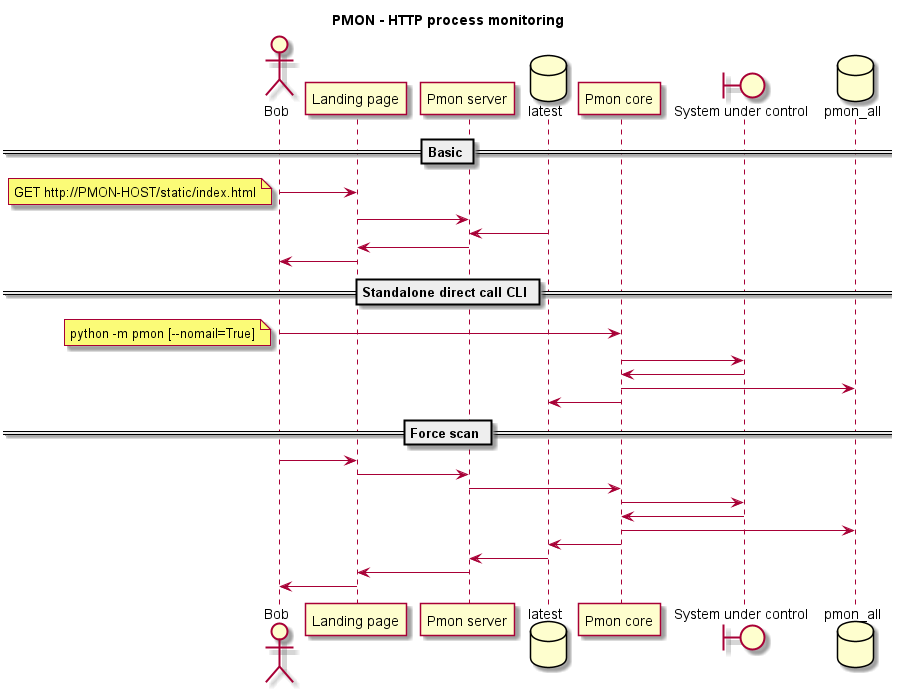 PMON - HTTP process monitoring
Bob
Landing page
Pmon server
latest
Pmon core
System under control
pmon_all
Basic
GET http://PMON-HOST/static/index.html
Standalone direct call CLI
python -m pmon [--nomail=True]
Force scan
Bob
Landing page
Pmon server
latest
Pmon core
System under control
pmon_all